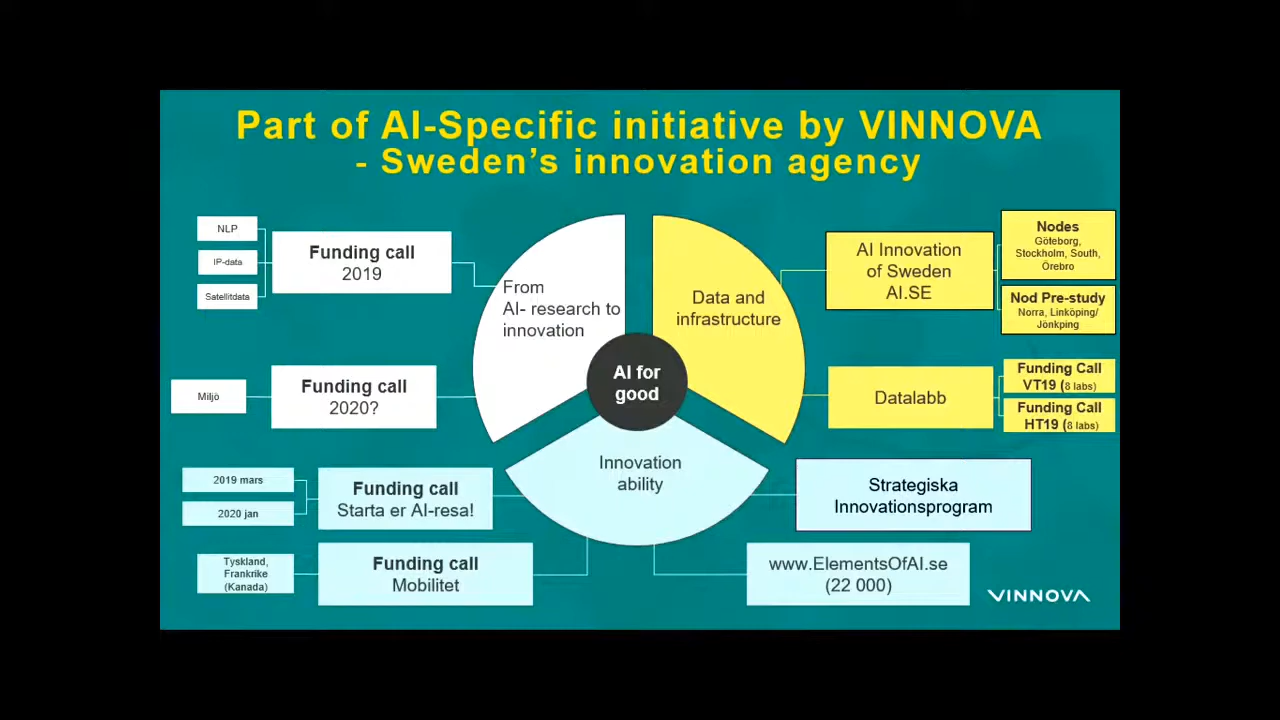 Part of AI-Specific initiative by VINNOVA
- Sweden's innovation agency
NLP
IP-data
Satellitdata
Funding call
2019
Miljö
Funding call
2020?
2019 mars
2020 jan
Funding call
Starta er AI-resa!
Tyskland,
Frankrike
(Kanada)
Funding call
Mobilitet
From
AI- research to
innovation
Data and
infrastructure
AI for
good
Innovation
ability
AI Innovation
of Sweden
AI.SE
Nodes
Göteborg,
Stockholm, South,
Örebro
Nod Pre-study
Norra, Linköping/
Jönkping
Datalabb
Funding Call
VT19 (8 labs)
Funding Call
HT19 (8 labs)
Strategiska
Innovationsprogram
www.ElementsOfAI.se
(22 000)
VINNOVA